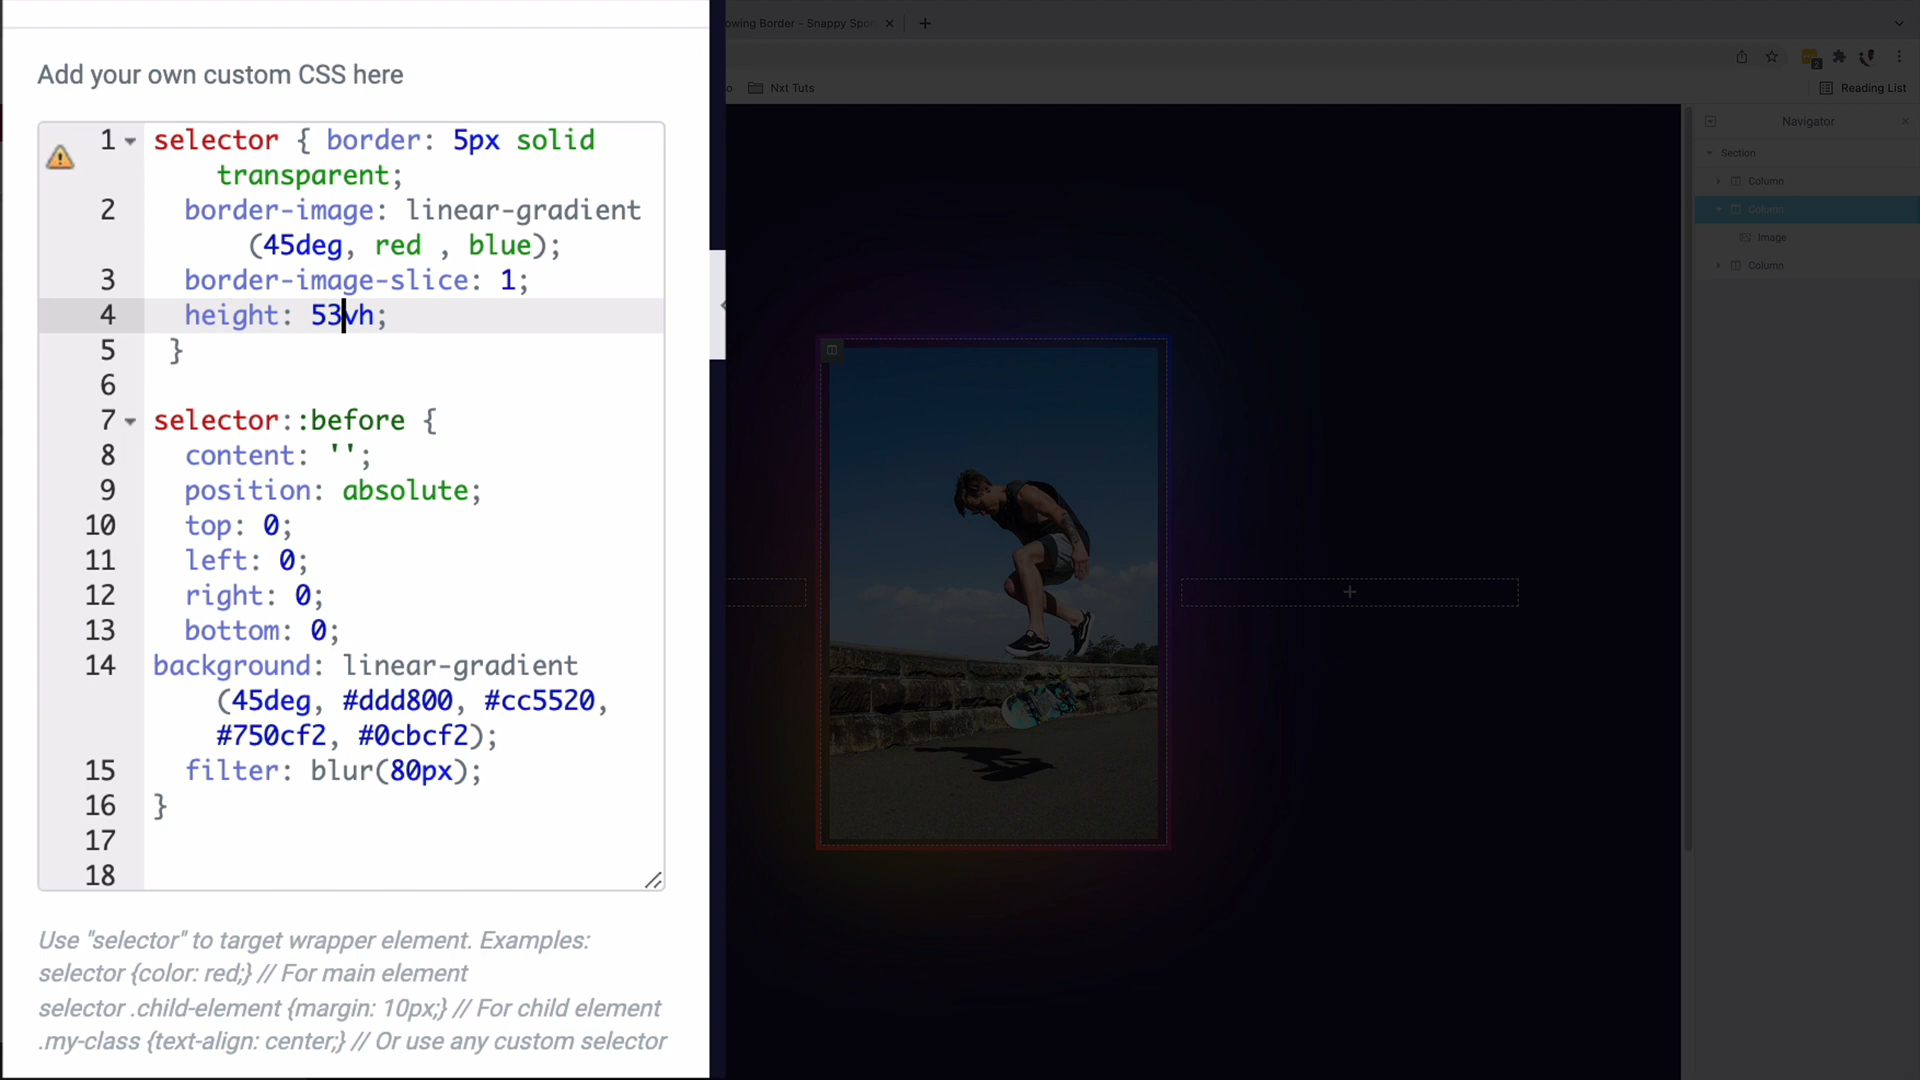 owing Border - Snappy Spor
2
o
Nxt Tuts
Reading List
Add your own custom CSS here
1 selector { border: 5px solid
transparent;
2 border-image: linear-gradient
(45deg, red , blue);
3 border-image-slice: 1;
4 height: 53vh;
5 }
6
7 selector::before {
8 content: '';
9 position: absolute;
10 top: 0;
11 left: 0;
12 right: 0;
13 bottom: 0;
14 background: linear-gradient
(45deg, #ddd800, #cc5520,
#750cf2, #0cbcf2);
15 filter: blur(80px);
16 }
17
18
Use "selector" to target wrapper element. Examples:
selector {color: red;} // For main element
selector .child-element {margin: 10px;} // For child element
.my-class {text-align: center;} // Or use any custom selector
Navigator
Section
Column
Column
Image
Column